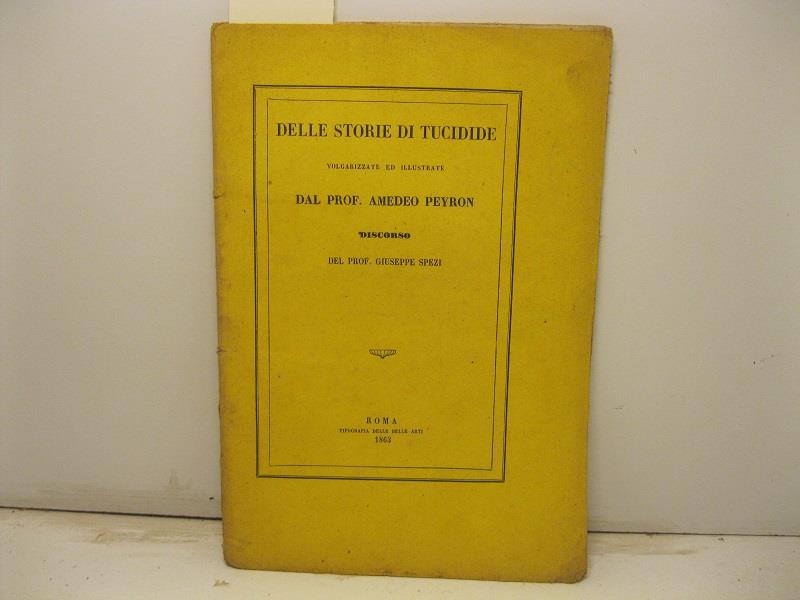 DELLE STORIE DI TUCIDIDE
VOLGARIZZATE ED ILLUSTRATE
DAL PROF. AMEDEO PEYRON
DISCORSO
DEL PROF. GIUSEPPE SPEZI
ROMA
TIPOGRAFIA DELLE BELLE ARTI
1863